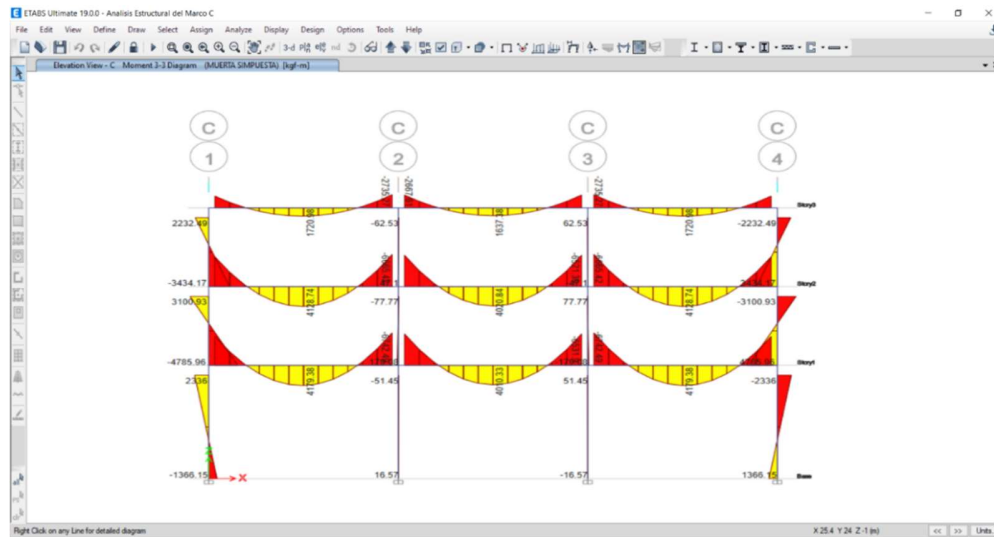 ETABS Ultimate 19.0.0 - Analisis Estructural del Marco C
File Edit View Define Draw Select Assign Analyze Display Design Options Tools Help
Elevation View - C Moment 3-3 Diagram (MUERTA SIMPUESTA) [kgf-m]
C C C C
1 2 3 4
Story3
2232.49 1720.98 -62.53 1637.38 62.53 1720.98 -2232.49
-3434.17 Story2
3100.93 4128.74 -77.77 4020.84 77.77 4128.74 -3100.93
-4785.96 Story1
2336 4179.38 -51.45 4010.33 51.45 4179.38 -2336
-1366.15 X 16.57 -16.57 1366.15 Base
Right Click on any Line for detailed diagram X 25.4 Y 24 Z -1 (m) << >> Units...